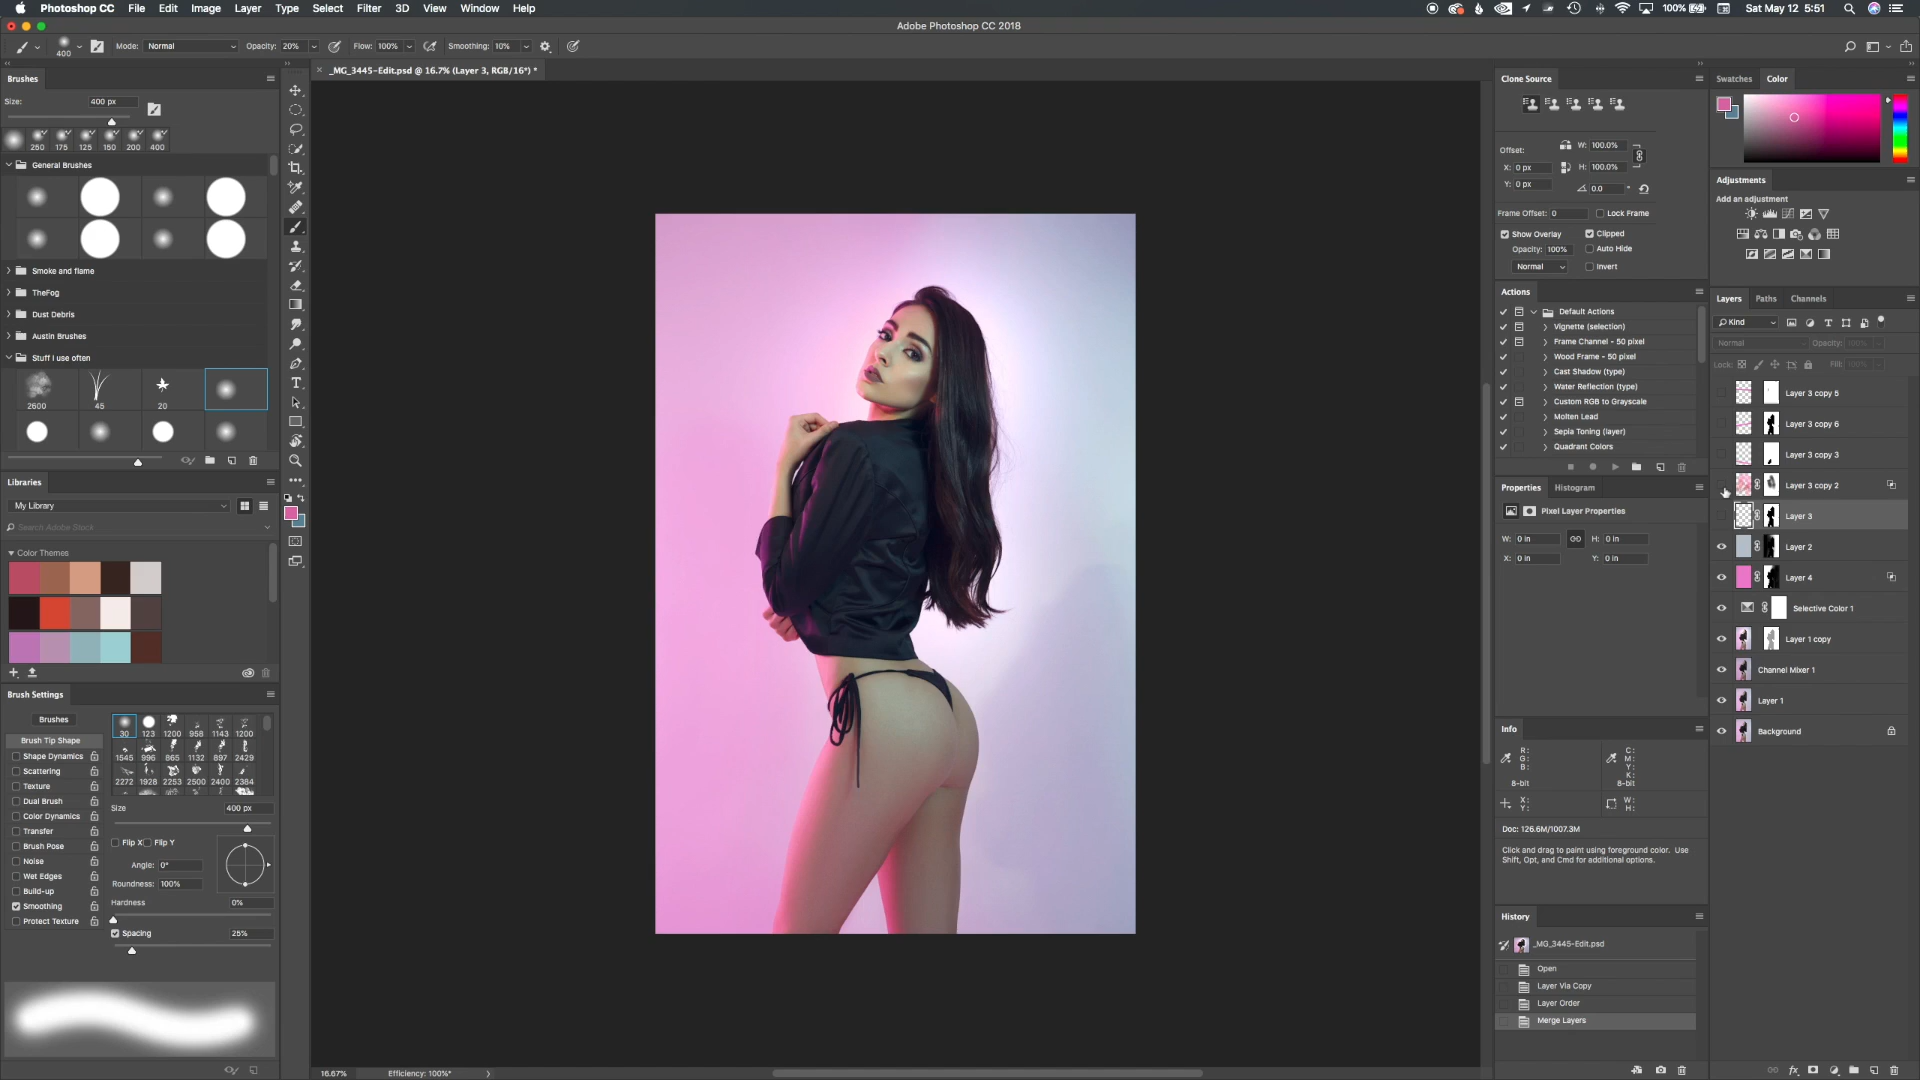 Photoshop CC File Edit Image Layer Type Select Filter 3D View Window Help
100% Sat May 12 5:51
Adobe Photoshop CC 2018
400 Mode: Normal Opacity: 20% Flow: 100% Smoothing: 10%
_MG_3445-Edit.psd @ 16.7% (Layer 3, RGB/16*) *
Brushes
Size: 400 px
250 175 125 150 200 400
General Brushes
Smoke and flame
TheFog
Dust Debris
Austin Brushes
Stuff I use often
2600 45 20
Libraries
My Library
Search Adobe Stock
Color Themes
Brush Settings
Brushes
Brush Tip Shape
Shape Dynamics
Scattering
Texture
Dual Brush
Color Dynamics
Transfer
Brush Pose
Noise
Wet Edges
Build-up
Smoothing
Protect Texture
30 123 1200 958 1143 1200
1545 996 865 1132 897 2429
2272 1928 2253 2500 2400 2384
Size 400 px
Flip X Flip Y
Angle: 0°
Roundness: 100%
Hardness 0%
Spacing 25%
16.67% Efficiency: 100%*
Clone Source
Offset: W: 100.0%
X: 0 px H: 100.0%
Y: 0 px 0.0 °
Frame Offset: 0 Lock Frame
Show Overlay Clipped
Opacity: 100% Auto Hide
Normal Invert
Actions
Default Actions
Vignette (selection)
Frame Channel - 50 pixel
Wood Frame - 50 pixel
Cast Shadow (type)
Water Reflection (type)
Custom RGB to Grayscale
Molten Lead
Sepia Toning (layer)
Quadrant Colors
Properties Histogram
Pixel Layer Properties
W: 0 in H: 0 in
X: 0 in Y: 0 in
Info
R: C:
G: M:
B: Y:
K:
8-bit 8-bit
X: W:
Y: H:
Doc: 126.6M/1007.3M
Click and drag to paint using foreground color. Use
Shift, Opt, and Cmd for additional options.
History
_MG_3445-Edit.psd
Open
Layer Via Copy
Layer Order
Merge Layers
Swatches Color
Adjustments
Add an adjustment
Layers Paths Channels
Kind
Normal Opacity: 100%
Lock: Fill: 100%
Layer 3 copy 5
Layer 3 copy 6
Layer 3 copy 3
Layer 3 copy 2
Layer 3
Layer 2
Layer 4
Selective Color 1
Layer 1 copy
Channel Mixer 1
Layer 1
Background